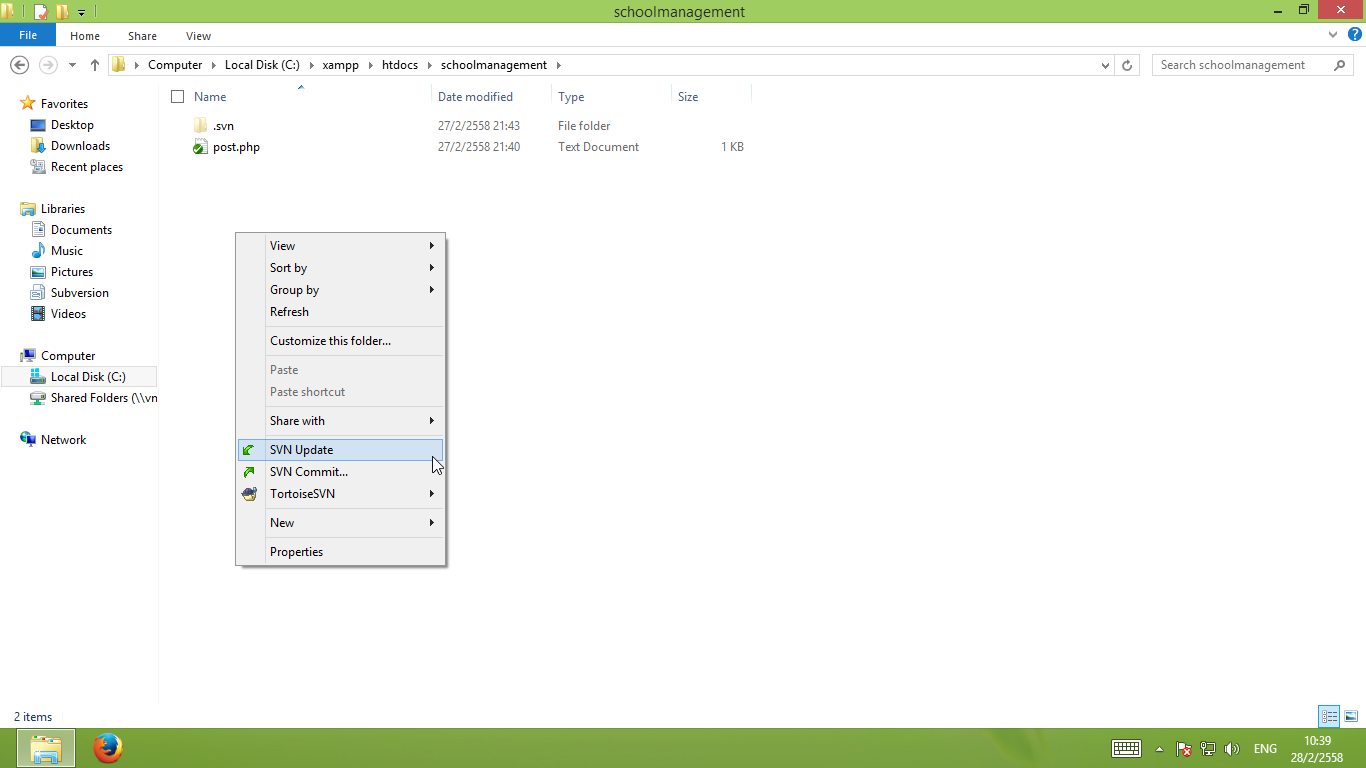 schoolmanagement
File Home Share View
Computer Local Disk (C:) xampp htdocs schoolmanagement
Search schoolmanagement
Name Date modified Type Size
.svn 27/2/2558 21:43 File folder
post.php 27/2/2558 21:40 Text Document 1 KB
Favorites
Desktop
Downloads
Recent places
Libraries
Documents
Music
Pictures
Subversion
Videos
Computer
Local Disk (C:)
Shared Folders (\\vn
Network
View
Sort by
Group by
Refresh
Customize this folder...
Paste
Paste shortcut
Share with
SVN Update
SVN Commit...
TortoiseSVN
New
Properties
2 items
ENG
10:39
28/2/2558